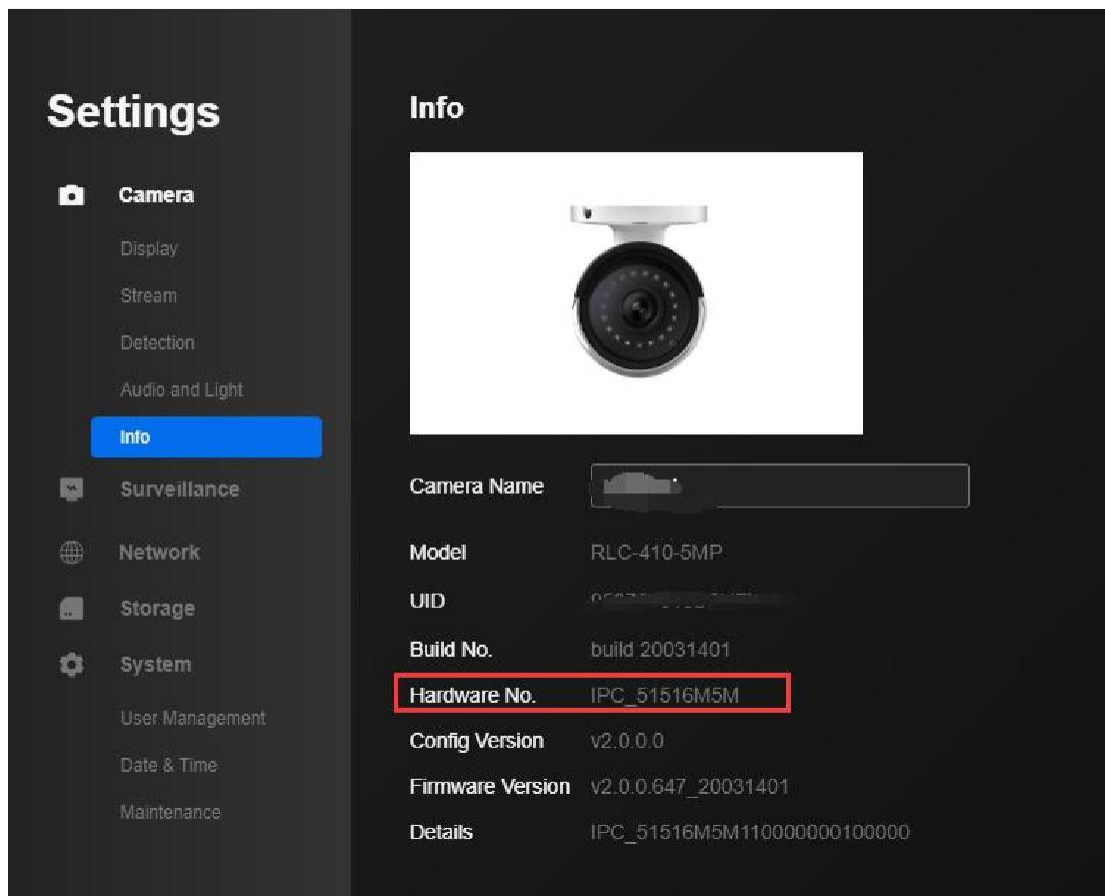 Settings
Camera
Display
Stream
Detection
Audio and Light
Info
Surveillance
Network
Storage
System
User Management
Date & Time
Maintenance
Info
Camera Name
Model RLC-410-5MP
UID
Build No. build 20031401
Hardware No. IPC_51516M5M
Config Version v2.0.0.0
Firmware Version v2.0.0.647_20031401
Details IPC_51516M5M110000000100000